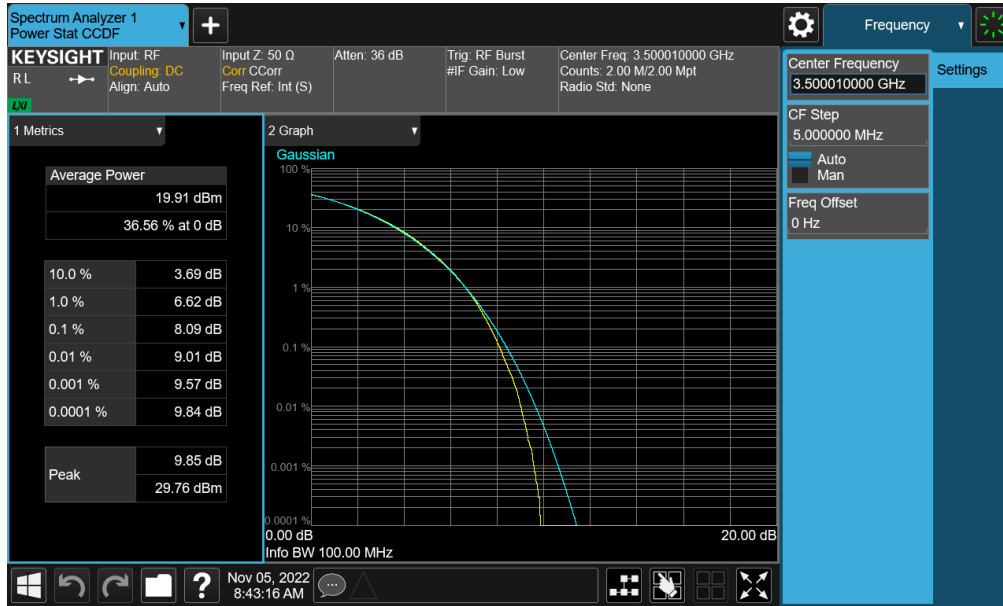 Spectrum Analyzer 1
Power Stat CCDF
Frequency
KEYSIGHT
R L
LXI
Input: RF
Coupling: DC
Align: Auto
Input Z: 50 Ω
Corr CCorr
Freq Ref: Int (S)
Atten: 36 dB
Trig: RF Burst
#IF Gain: Low
Center Freq: 3.500010000 GHz
Counts: 2.00 M/2.00 Mpt
Radio Std: None
Center Frequency
3.500010000 GHz
Settings
CF Step
5.000000 MHz
Auto
Man
Freq Offset
0 Hz
1 Metrics
Average Power
19.91 dBm
36.56 % at 0 dB
10.0 % 3.69 dB
1.0 % 6.62 dB
0.1 % 8.09 dB
0.01 % 9.01 dB
0.001 % 9.57 dB
0.0001 % 9.84 dB
Peak
9.85 dB
29.76 dBm
2 Graph
Gaussian
100 %
10 %
1 %
0.1 %
0.01 %
0.001 %
0.0001 %
0.00 dB 20.00 dB
Info BW 100.00 MHz
?
Nov 05, 2022
8:43:16 AM